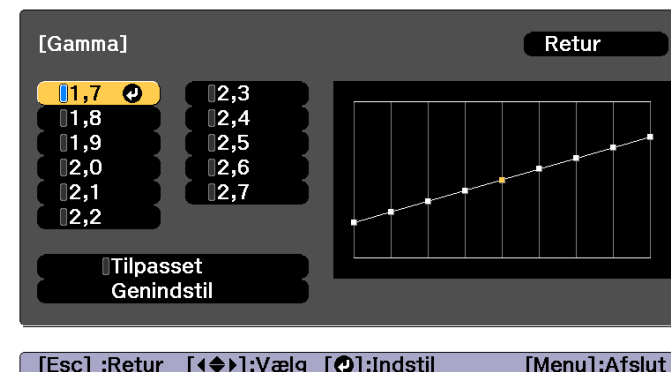 [Gamma] Retur
1,7 2,3
1,8 2,4
1,9 2,5
2,0 2,6
2,1 2,7
2,2
Tilpasset
Genindstil
[Esc] :Retur [ ]:Vælg [ ]:Indstil [Menu]:Afslut